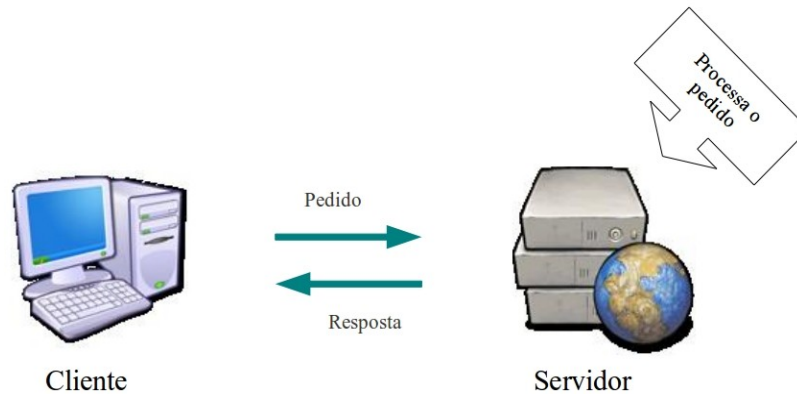 Processa o
pedido
Pedido
Resposta
Cliente
Servidor